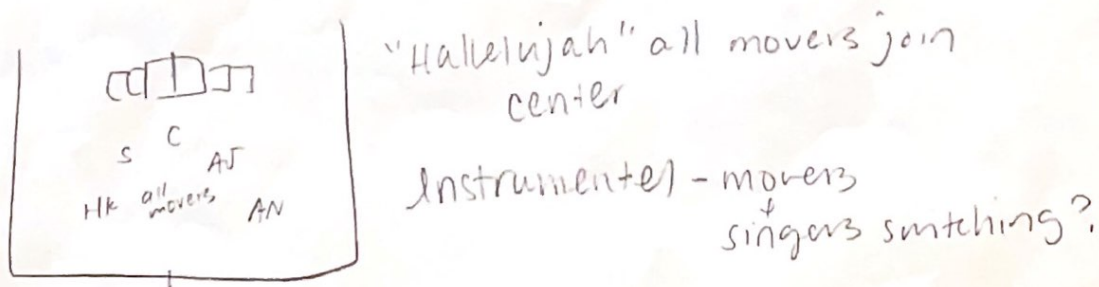 "Hallelujah" all movers join
center
C
S
AJ
HK all movers AN
Instrumental - movers
+
singers switching?